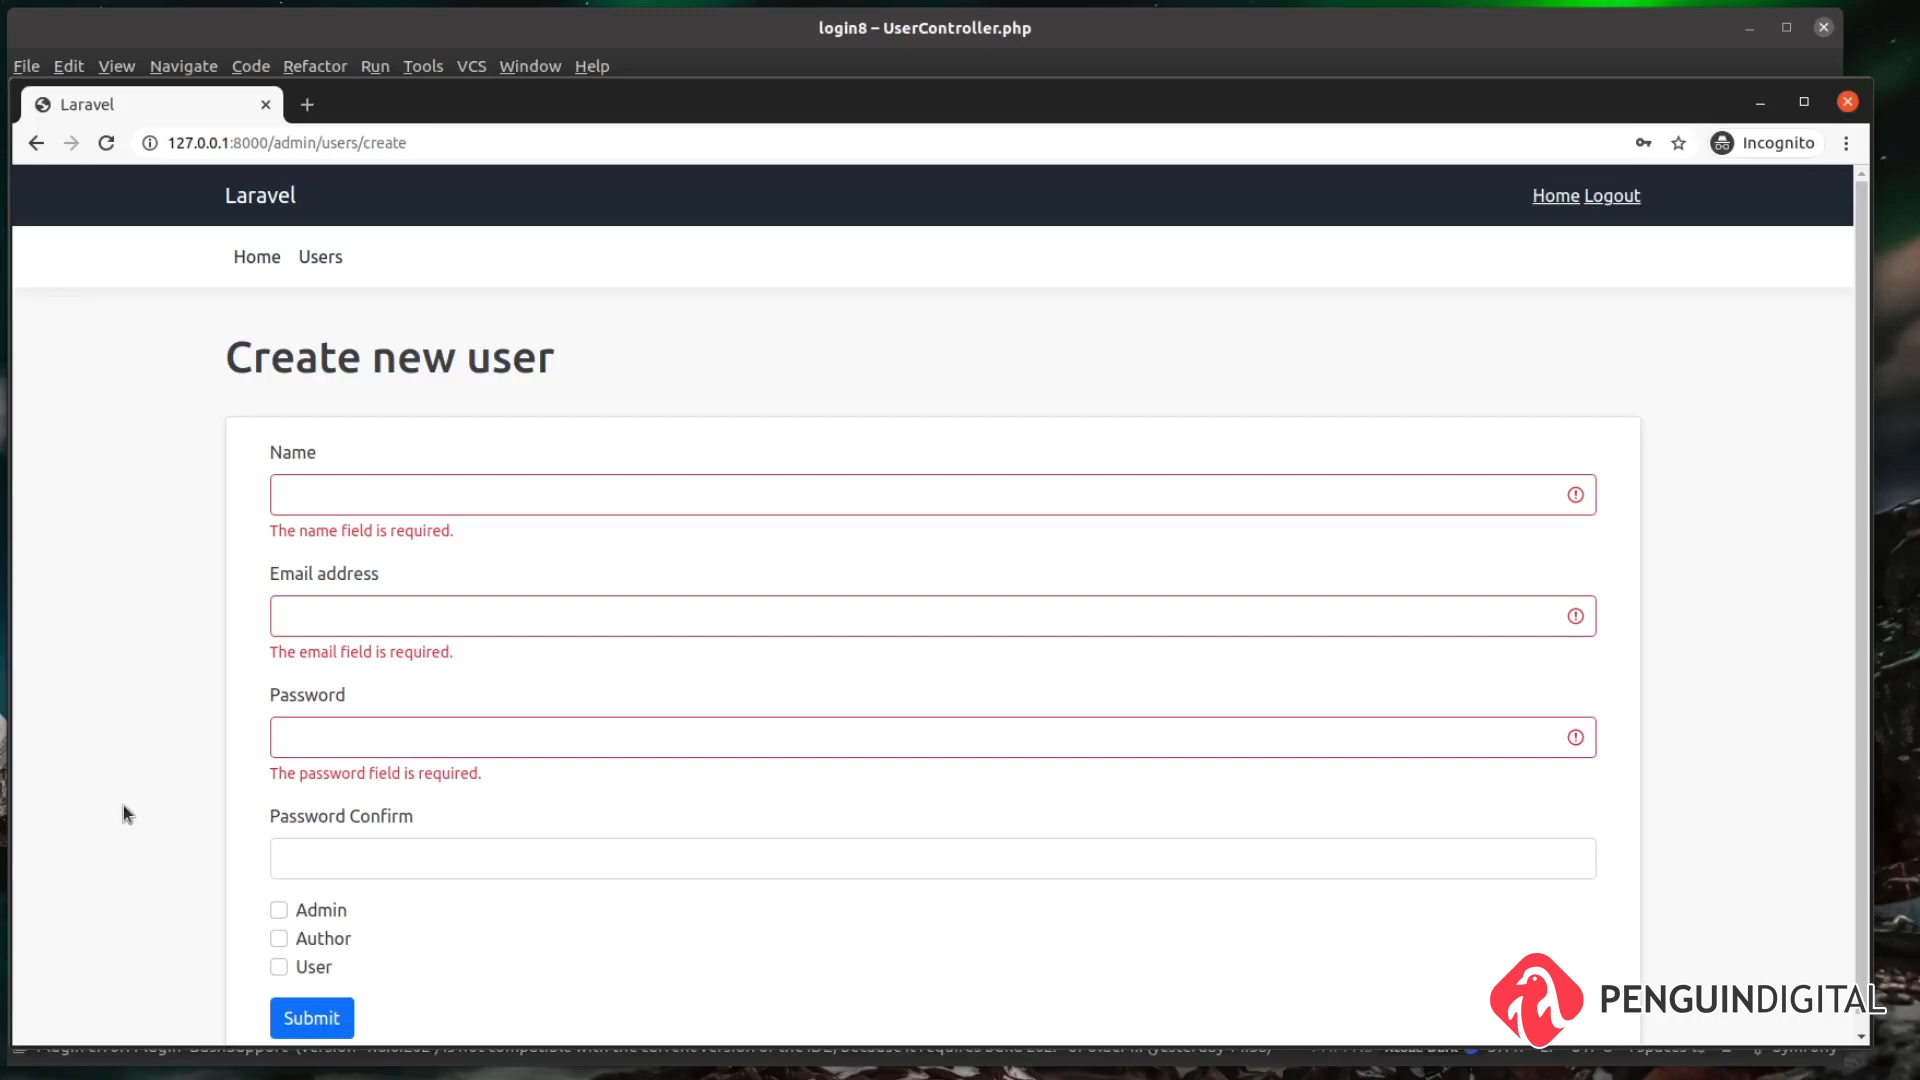 login8 – UserController.php
File Edit View Navigate Code Refactor Run Tools VCS Window Help
Laravel
127.0.0.1:8000/admin/users/create
Incognito
Laravel
Home Logout
Home Users
Create new user
Name
The name field is required.
Email address
The email field is required.
Password
The password field is required.
Password Confirm
Admin
Author
User
Submit
PENGUINDIGITAL